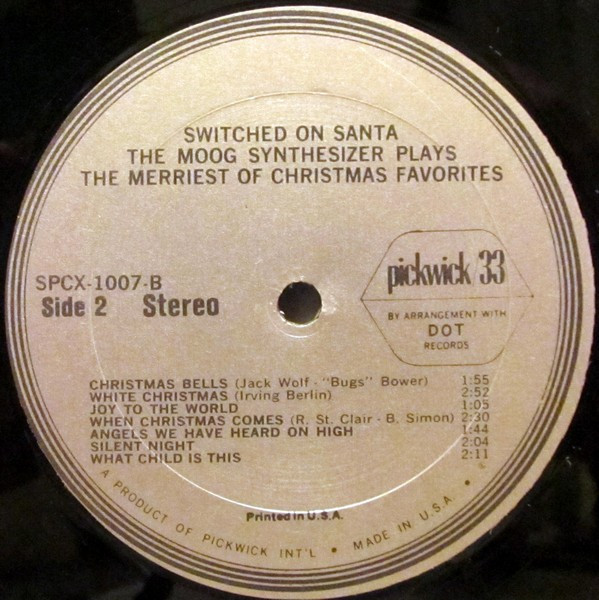 SWITCHED ON SANTA
THE MOOG SYNTHESIZER PLAYS
THE MERRIEST OF CHRISTMAS FAVORITES
pickwick/33
BY ARRANGEMENT WITH
DOT
RECORDS
SPCX-1007-B
Side 2 Stereo
CHRISTMAS BELLS (Jack Wolf - "Bugs" Bower) 1:55
WHITE CHRISTMAS (Irving Berlin) 2:52
JOY TO THE WORLD 1:05
WHEN CHRISTMAS COMES (R. St. Clair - B. Simon) 2:30
ANGELS WE HAVE HEARD ON HIGH 1:44
SILENT NIGHT 2:04
WHAT CHILD IS THIS 2:11
Printed in U.S.A.
A PRODUCT OF PICKWICK INT'L • MADE IN U.S.A. •